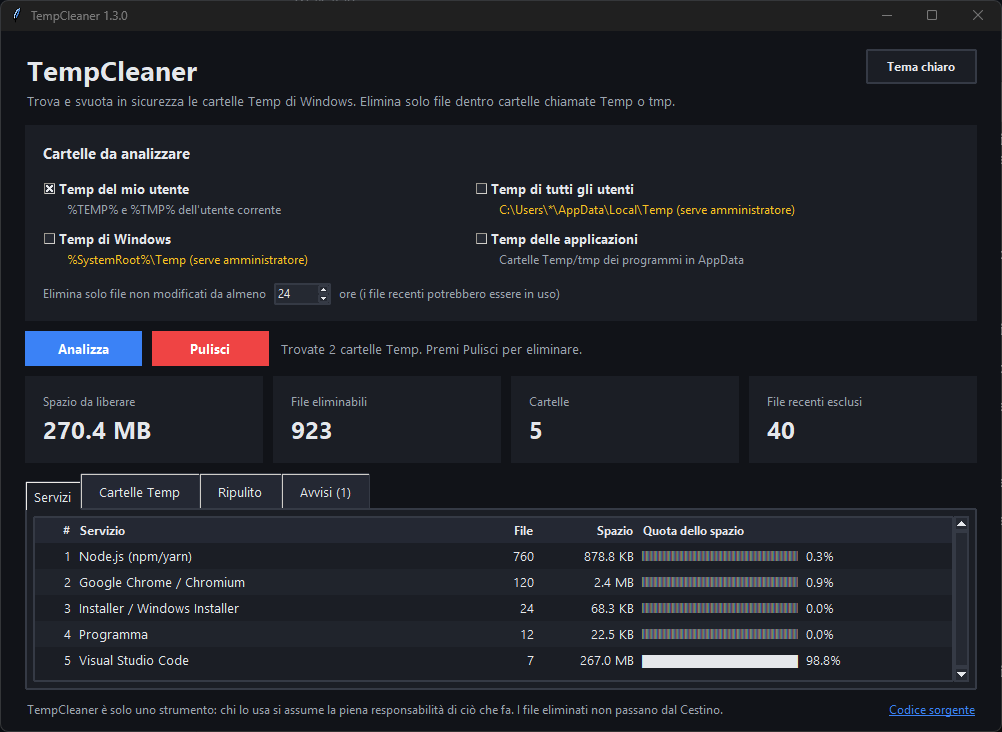 TempCleaner 1.3.0
TempCleaner
Tema chiaro
Trova e svuota in sicurezza le cartelle Temp di Windows. Elimina solo file dentro cartelle chiamate Temp o tmp.
Cartelle da analizzare
Temp del mio utente
%TEMP% e %TMP% dell'utente corrente
Temp di tutti gli utenti
C:\Users\*\AppData\Local\Temp (serve amministratore)
Temp di Windows
%SystemRoot%\Temp (serve amministratore)
Temp delle applicazioni
Cartelle Temp/tmp dei programmi in AppData
Elimina solo file non modificati da almeno 24 ore (i file recenti potrebbero essere in uso)
Analizza Pulisci Trovate 2 cartelle Temp. Premi Pulisci per eliminare.
Spazio da liberare
270.4 MB
File eliminabili
923
Cartelle
5
File recenti esclusi
40
Servizi Cartelle Temp Ripulito Avvisi (1)
# Servizio File Spazio Quota dello spazio
1 Node.js (npm/yarn) 760 878.8 KB 0.3%
2 Google Chrome / Chromium 120 2.4 MB 0.9%
3 Installer / Windows Installer 24 68.3 KB 0.0%
4 Programma 12 22.5 KB 0.0%
5 Visual Studio Code 7 267.0 MB 98.8%
TempCleaner è solo uno strumento: chi lo usa si assume la piena responsabilità di ciò che fa. I file eliminati non passano dal Cestino.
Codice sorgente